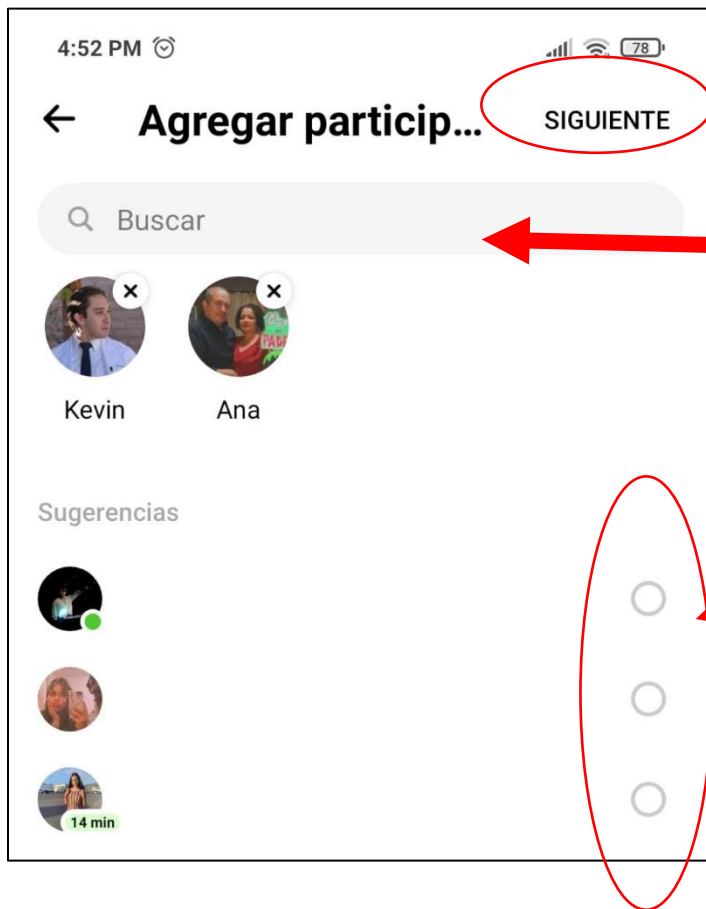 4:52 PM 78
Agregar particip... SIGUIENTE
Buscar
Kevin Ana
Sugerencias
14 min